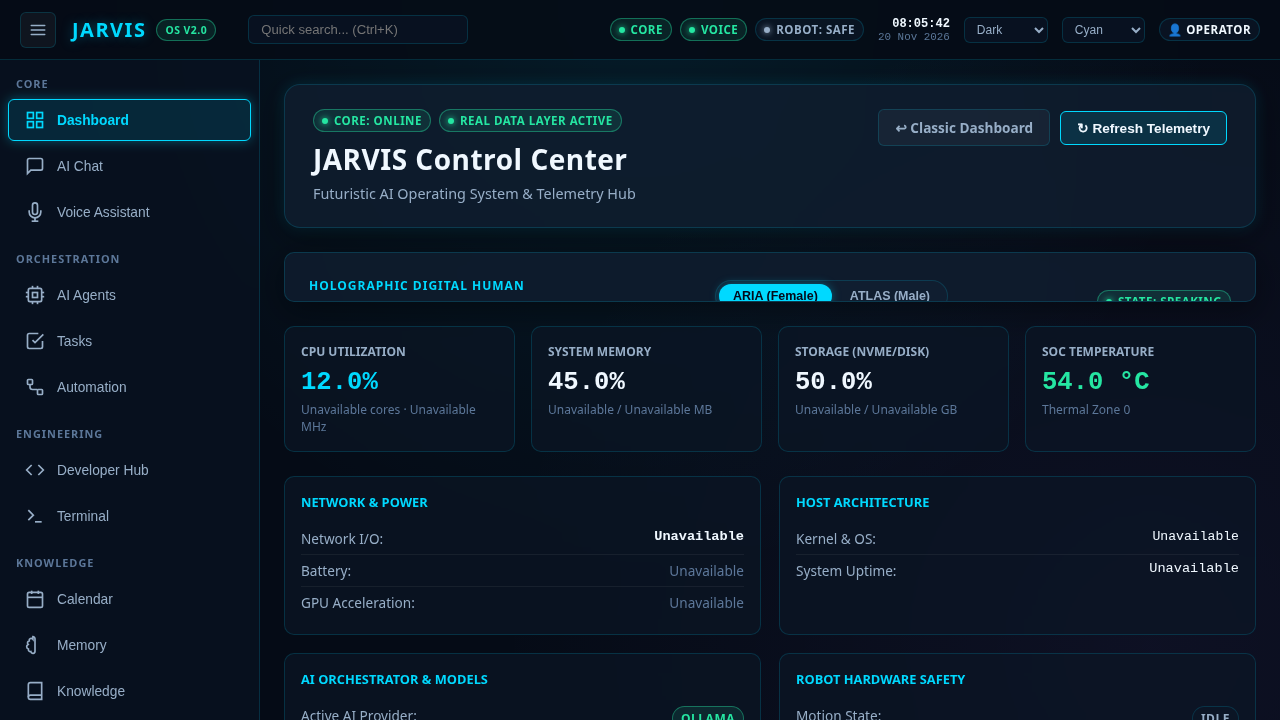 JARVIS
OS V2.0
Quick search... (Ctrl+K)
CORE
VOICE
ROBOT: SAFE
08:05:42
20 Nov 2026
Dark
Cyan
👤 OPERATOR
CORE
Dashboard
AI Chat
Voice Assistant
ORCHESTRATION
AI Agents
Tasks
Automation
ENGINEERING
Developer Hub
Terminal
KNOWLEDGE
Calendar
Memory
Knowledge
CORE: ONLINE
REAL DATA LAYER ACTIVE
JARVIS Control Center
Futuristic AI Operating System & Telemetry Hub
↩ Classic Dashboard
↻ Refresh Telemetry
HOLOGRAPHIC DIGITAL HUMAN
ARIA (Female)
ATLAS (Male)
STATE: SPEAKING
CPU UTILIZATION
12.0%
Unavailable cores · Unavailable
MHz
SYSTEM MEMORY
45.0%
Unavailable / Unavailable MB
STORAGE (NVME/DISK)
50.0%
Unavailable / Unavailable GB
SOC TEMPERATURE
54.0 °C
Thermal Zone 0
NETWORK & POWER
Network I/O: Unavailable
Battery: Unavailable
GPU Acceleration: Unavailable
HOST ARCHITECTURE
Kernel & OS: Unavailable
System Uptime: Unavailable
AI ORCHESTRATOR & MODELS
Active AI Provider: OLLAMA
ROBOT HARDWARE SAFETY
Motion State: IDLE